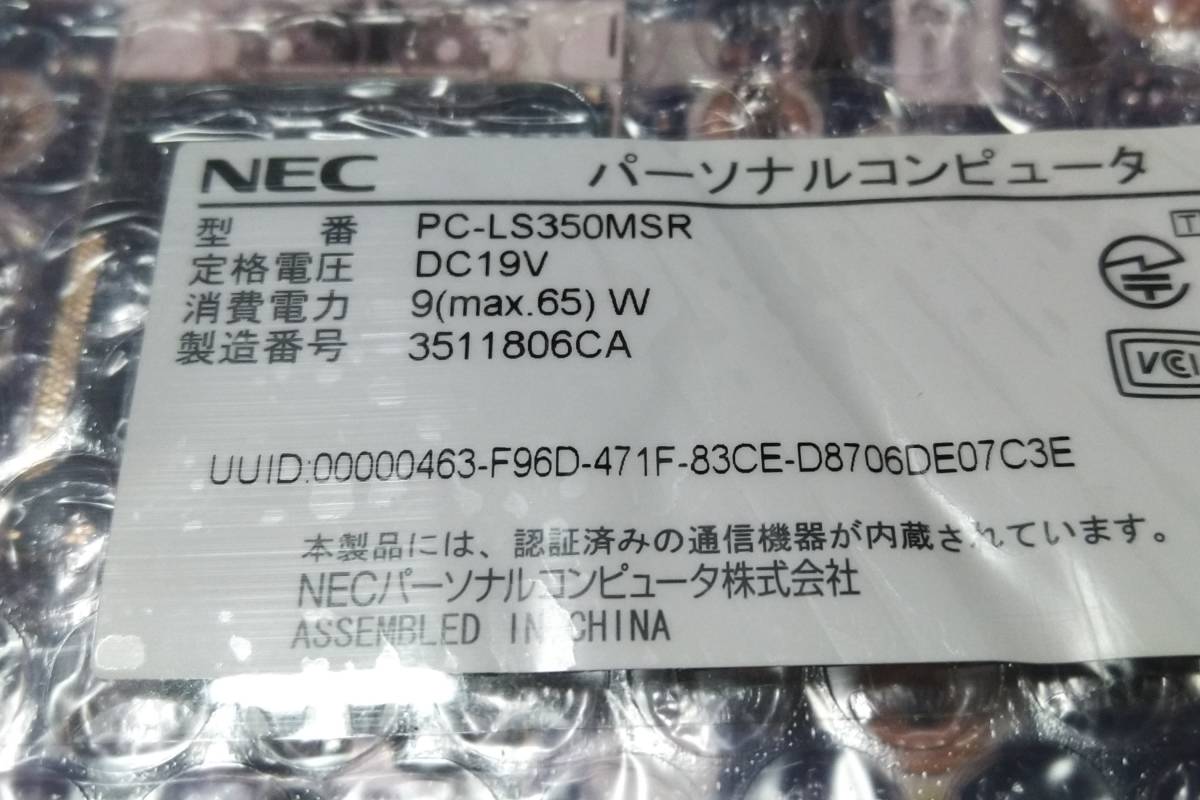 NEC パーソナルコンピュータ
型番 PC-LS350MSR
定格電圧 DC19V
消費電力 9(max.65) W
製造番号 3511806CA
T
VCCI
UUID:00000463-F96D-471F-83CE-D8706DE07C3E
本製品には、認証済みの通信機器が内蔵されています。
NECパーソナルコンピュータ株式会社
ASSEMBLED IN CHINA